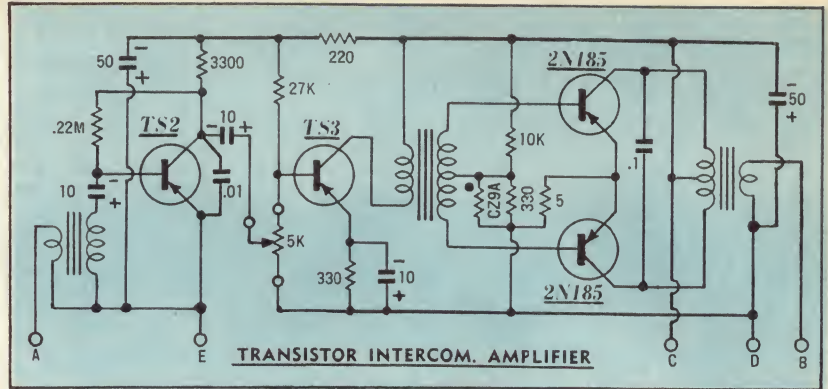 2N185
50
-
+
3300
220
27K
10
-
+
TS2
TS3
.22M
10K
-
50
+
.1
10
-
+
.01
CZ9A
330
5
5K
330
-
10
+
2N185
TRANSISTOR INTERCOM. AMPLIFIER
A
E
C
D
B